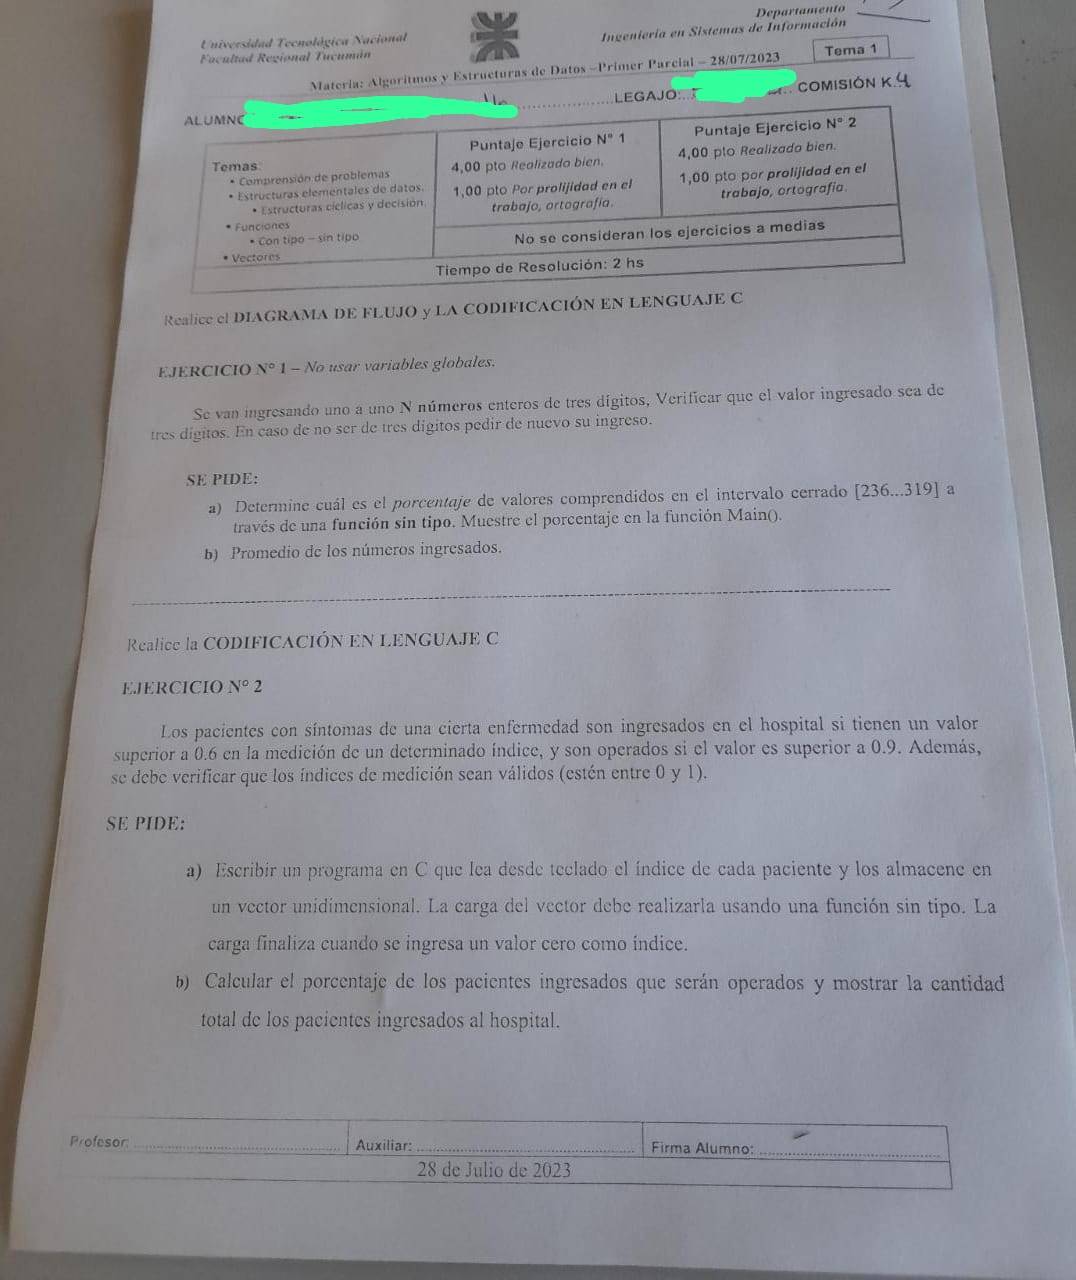 Departamento
Universidad Tecnológica Nacional
Ingeniería en Sistemas de Información
Facultad Regional Tucumán
Materia: Algoritmos y Estructuras de Datos –Primer Parcial – 28/07/2023
Tema 1
ALUMNO
LEGAJO:
COMISIÓN K.4
Temas:
• Comprensión de problemas
• Estructuras elementales de datos.
• Estructuras cíclicas y decisión.
• Funciones
• Con tipo – sin tipo
• Vectores
Puntaje Ejercicio N° 1
4,00 pto Realizado bien.
1,00 pto Por prolijidad en el
trabajo, ortografía.
Puntaje Ejercicio N° 2
4,00 pto Realizado bien.
1,00 pto por prolijidad en el
trabajo, ortografía.
No se consideran los ejercicios a medias
Tiempo de Resolución: 2 hs
Realice el DIAGRAMA DE FLUJO y LA CODIFICACIÓN EN LENGUAJE C
EJERCICIO N° 1 – No usar variables globales.
Se van ingresando uno a uno N números enteros de tres dígitos, Verificar que el valor ingresado sea de
tres dígitos. En caso de no ser de tres dígitos pedir de nuevo su ingreso.
SE PIDE:
a) Determine cuál es el porcentaje de valores comprendidos en el intervalo cerrado [236...319] a
través de una función sin tipo. Muestre el porcentaje en la función Main().
b) Promedio de los números ingresados.
Realice la CODIFICACIÓN EN LENGUAJE C
EJERCICIO N° 2
Los pacientes con síntomas de una cierta enfermedad son ingresados en el hospital si tienen un valor
superior a 0.6 en la medición de un determinado índice, y son operados si el valor es superior a 0.9. Además,
se debe verificar que los índices de medición sean válidos (estén entre 0 y 1).
SE PIDE:
a) Escribir un programa en C que lea desde teclado el índice de cada paciente y los almacene en
un vector unidimensional. La carga del vector debe realizarla usando una función sin tipo. La
carga finaliza cuando se ingresa un valor cero como índice.
b) Calcular el porcentaje de los pacientes ingresados que serán operados y mostrar la cantidad
total de los pacientes ingresados al hospital.
Profesor:
Auxiliar:
Firma Alumno:
28 de Julio de 2023